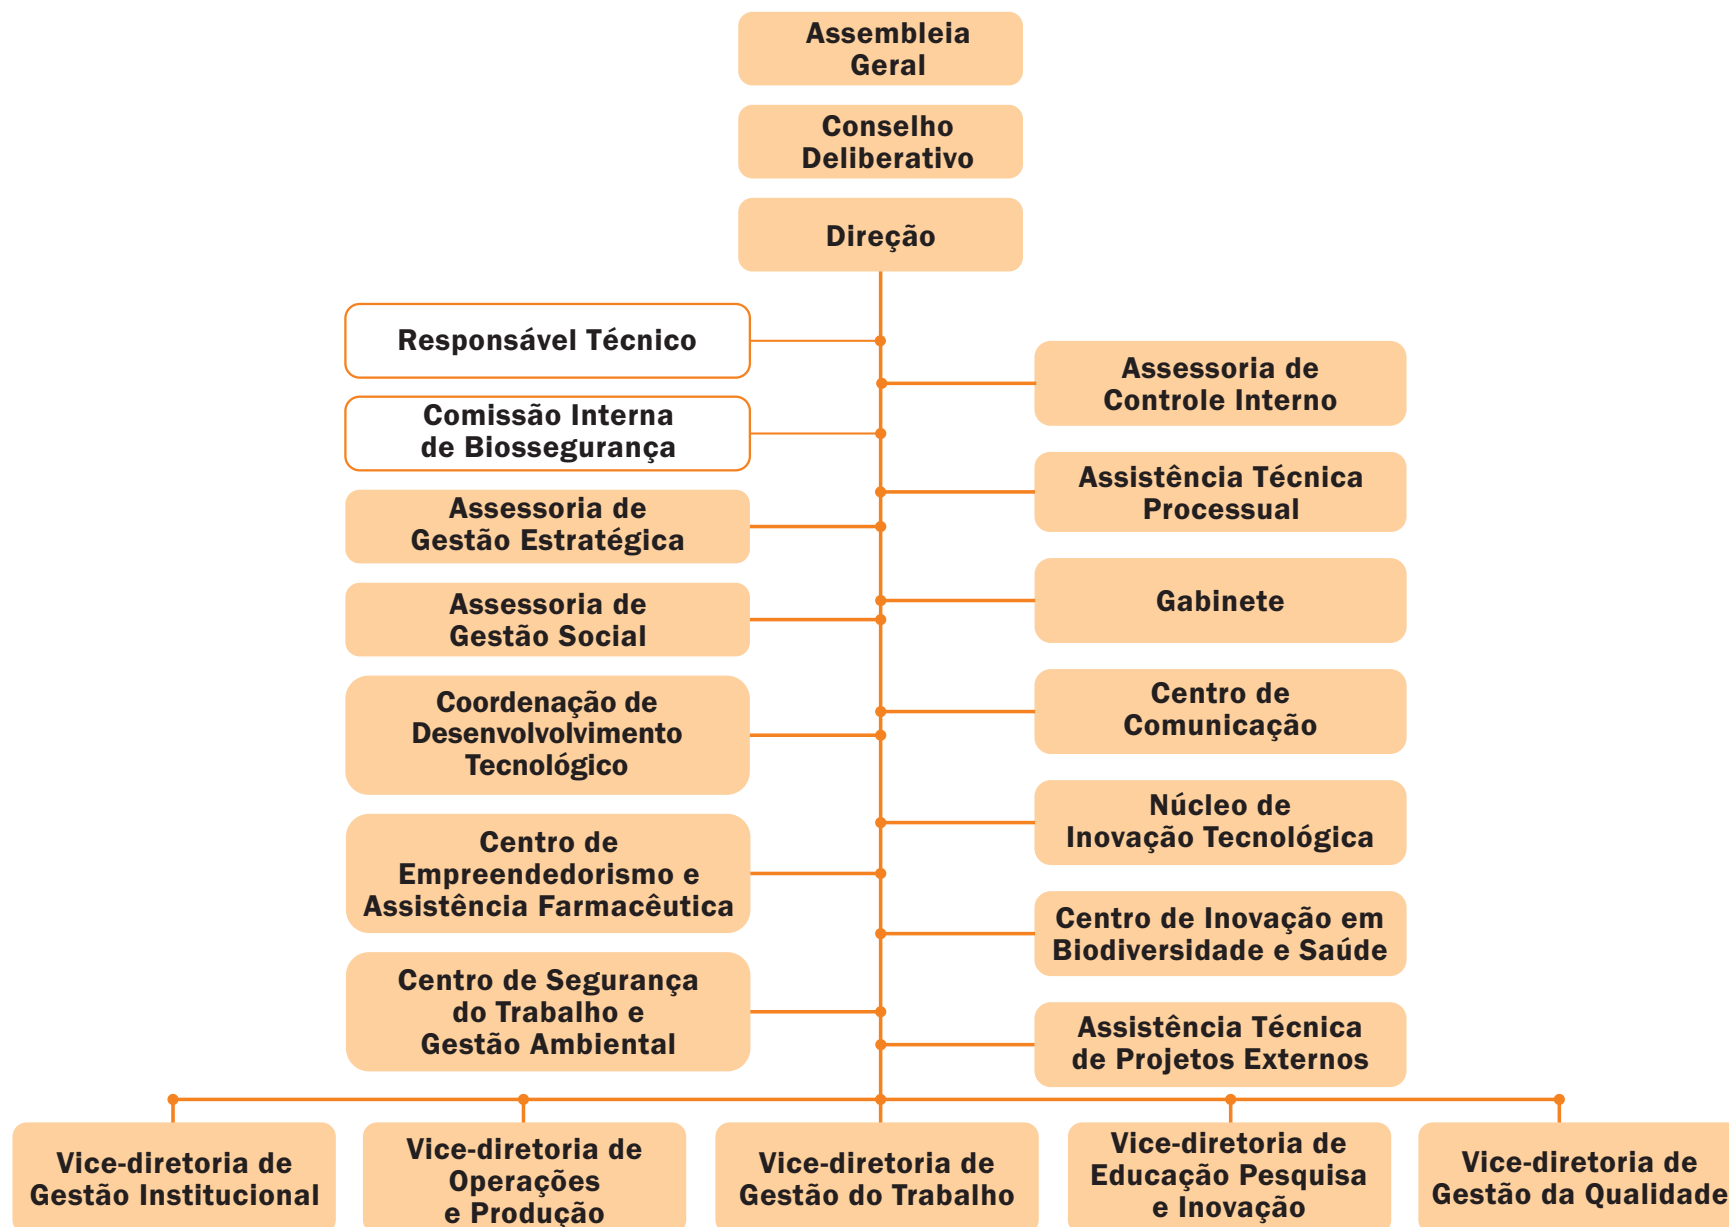 Assembleia
Geral
Conselho
Deliberativo
Direção
Responsável Técnico
Comissão Interna
de Biossegurança
Assessoria de
Gestão Estratégica
Assessoria de
Gestão Social
Coordenação de
Desenvolvolvimento
Tecnológico
Centro de
Empreendedorismo e
Assistência Farmacêutica
Centro de Segurança
do Trabalho e
Gestão Ambiental
Assessoria de
Controle Interno
Assistência Técnica
Processual
Gabinete
Centro de
Comunicação
Núcleo de
Inovação Tecnológica
Centro de Inovação em
Biodiversidade e Saúde
Assistência Técnica
de Projetos Externos
Vice-diretoria de
Gestão Institucional
Vice-diretoria de
Operações
e Produção
Vice-diretoria de
Gestão do Trabalho
Vice-diretoria de
Educação Pesquisa
e Inovação
Vice-diretoria de
Gestão da Qualidade